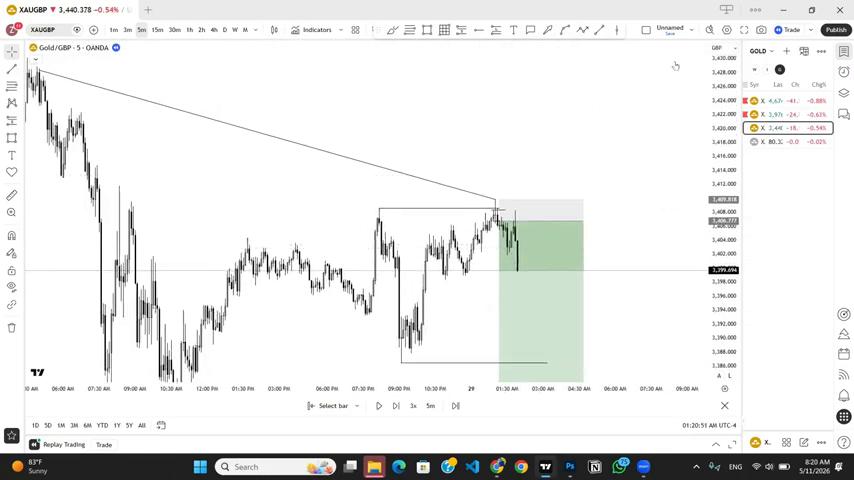 XAUGBP 3,440.378 −0.54%
XAUGBP 1m 3m 5m 15m 30m 1h 2h 4h D W M Indicators Unnamed Save Trade Publish
Gold/GBP · 5 · OANDA
GBP
GOLD
Chg%
−0.88%
−0.63%
−0.54%
80.32 −0.02%
3,430.000
3,428.000
3,426.000
3,424.000
3,422.000
3,420.000
3,418.000
3,416.000
3,414.000
3,412.000
3,409.818
3,408.000
3,406.777
3,404.000
3,402.000
3,399.694
3,398.000
3,396.000
3,394.000
3,392.000
3,390.000
3,388.000
3,386.000
A L
06:00 AM 07:30 AM 09:00 AM 10:30 AM 12:00 PM 01:30 PM 03:00 PM 06:00 PM 07:30 PM 09:00 PM 10:30 PM 29 01:30 AM 03:00 AM 04:30 AM 06:00 AM 07:30 AM 09:00 AM
Select bar 3x 5m
1D 5D 1M 3M 6M YTD 1Y 5Y All
01:20:51 AM UTC-4
Replay Trading Trade
83°F
Sunny
Search
ENG
8:20 AM
5/11/2026